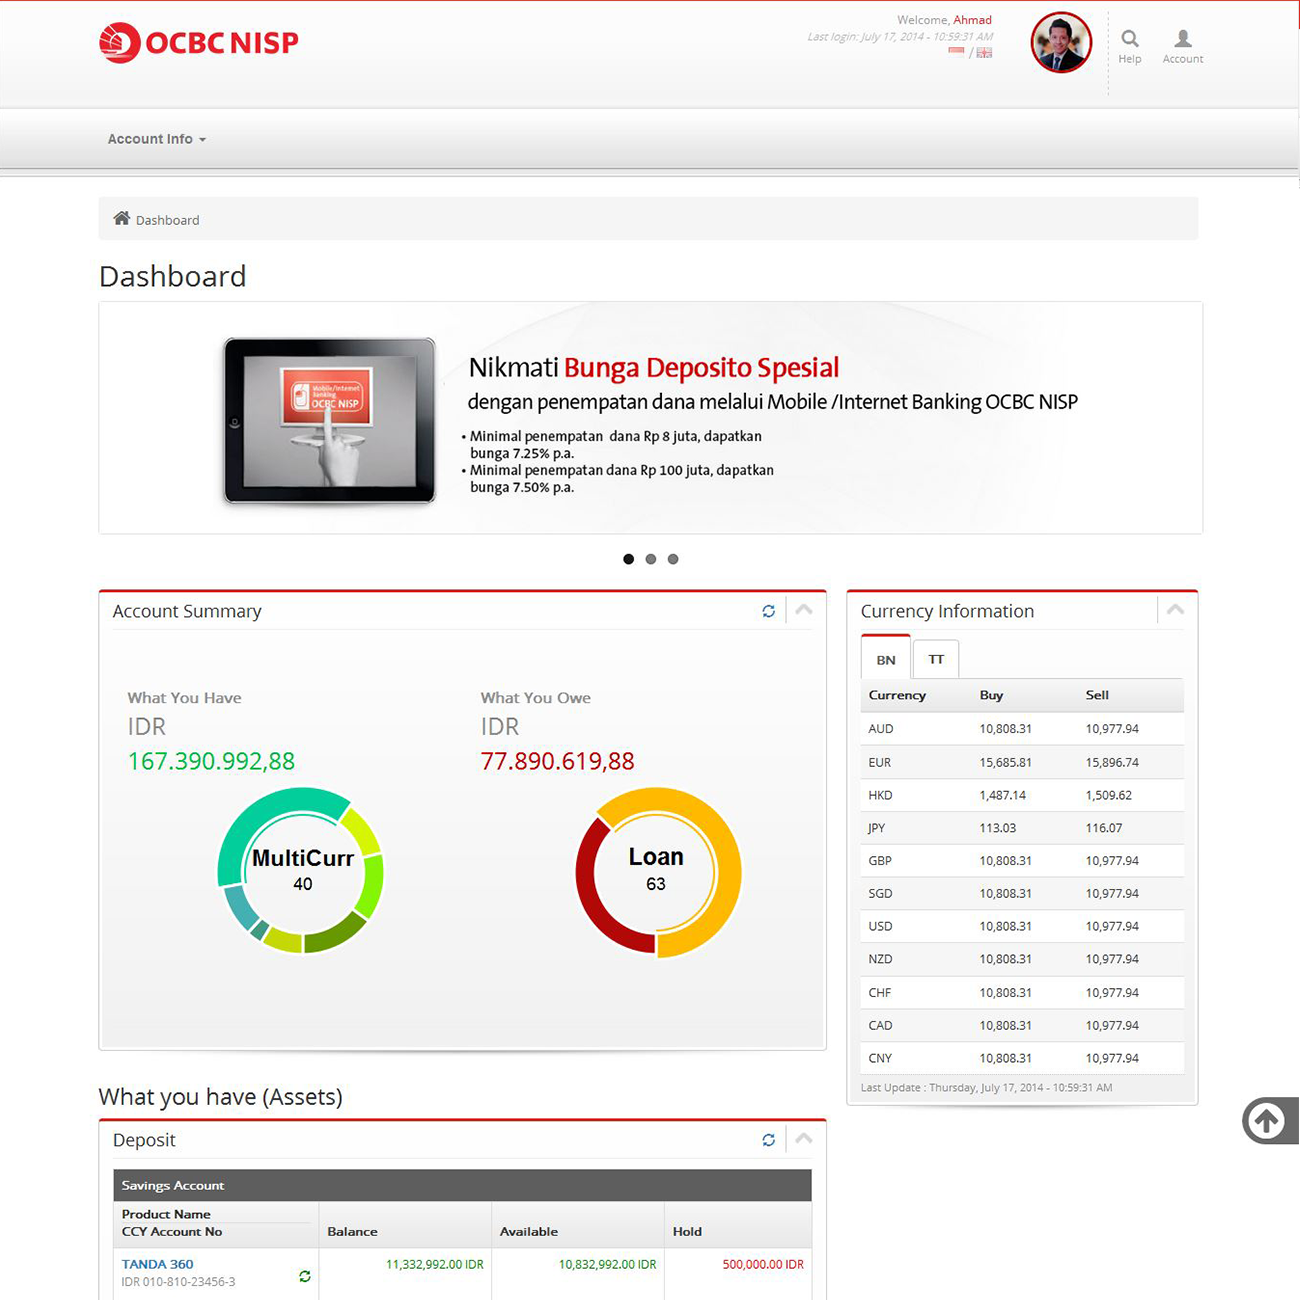 OCBC NISP
Welcome, Ahmad
Last login: July 17, 2014 - 10:59:31 AM
/
Help
Account
Account Info
Dashboard
Dashboard
Mobile/Internet
Banking
OCBC NISP
Nikmati Bunga Deposito Spesial
dengan penempatan dana melalui Mobile /Internet Banking OCBC NISP
• Minimal penempatan dana Rp 8 juta, dapatkan
bunga 7.25% p.a.
• Minimal penempatan dana Rp 100 juta, dapatkan
bunga 7.50% p.a.
Account Summary
What You Have
IDR
167.390.992,88
MultiCurr
40
What You Owe
IDR
77.890.619,88
Loan
63
Currency Information
BN TT
Currency Buy Sell
AUD 10,808.31 10,977.94
EUR 15,685.81 15,896.74
HKD 1,487.14 1,509.62
JPY 113.03 116.07
GBP 10,808.31 10,977.94
SGD 10,808.31 10,977.94
USD 10,808.31 10,977.94
NZD 10,808.31 10,977.94
CHF 10,808.31 10,977.94
CAD 10,808.31 10,977.94
CNY 10,808.31 10,977.94
Last Update : Thursday, July 17, 2014 - 10:59:31 AM
What you have (Assets)
Deposit
Savings Account
Product Name
CCY Account No Balance Available Hold
TANDA 360 11,332,992.00 IDR 10,832,992.00 IDR 500,000.00 IDR
IDR 010-810-23456-3